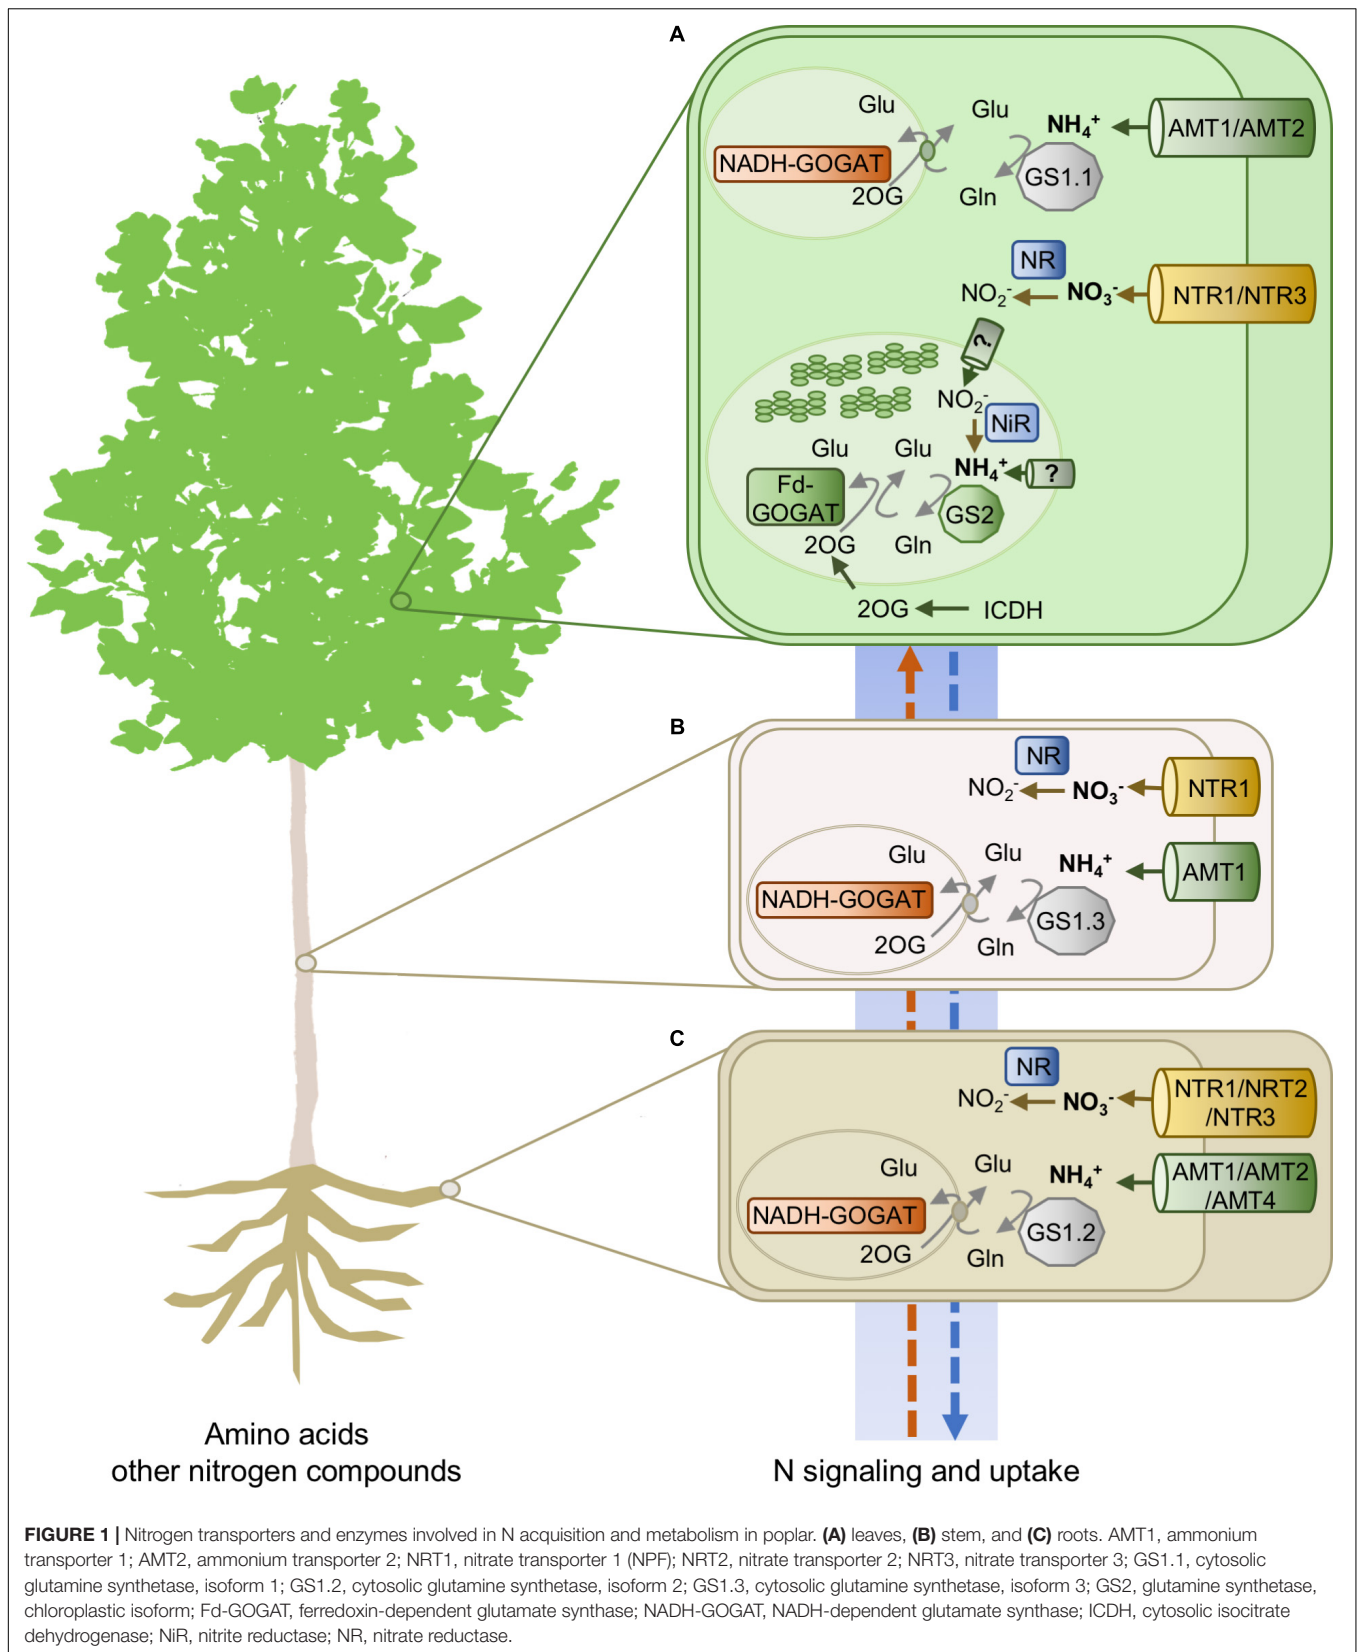 A
Glu
Glu
NH4+
AMT1/AMT2
NADH-GOGAT
GS1.1
2OG
Gln
NR
NO2-
NO3-
NTR1/NTR3
?
NO2-
NiR
Glu
Glu
NH4+
?
Fd-
GOGAT
GS2
2OG
Gln
2OG
ICDH
B
NR
NO2-
NO3-
NTR1
Glu
Glu
NH4+
AMT1
NADH-GOGAT
GS1.3
2OG
Gln
C
NR
NO2-
NO3-
NTR1/NRT2
/NTR3
Glu
Glu
NH4+
AMT1/AMT2
/AMT4
NADH-GOGAT
GS1.2
2OG
Gln
Amino acids
other nitrogen compounds
N signaling and uptake
FIGURE 1 | Nitrogen transporters and enzymes involved in N acquisition and metabolism in poplar. (A) leaves, (B) stem, and (C) roots. AMT1, ammonium
transporter 1; AMT2, ammonium transporter 2; NRT1, nitrate transporter 1 (NPF); NRT2, nitrate transporter 2; NRT3, nitrate transporter 3; GS1.1, cytosolic
glutamine synthetase, isoform 1; GS1.2, cytosolic glutamine synthetase, isoform 2; GS1.3, cytosolic glutamine synthetase, isoform 3; GS2, glutamine synthetase,
chloroplastic isoform; Fd-GOGAT, ferredoxin-dependent glutamate synthase; NADH-GOGAT, NADH-dependent glutamate synthase; ICDH, cytosolic isocitrate
dehydrogenase; NiR, nitrite reductase; NR, nitrate reductase.